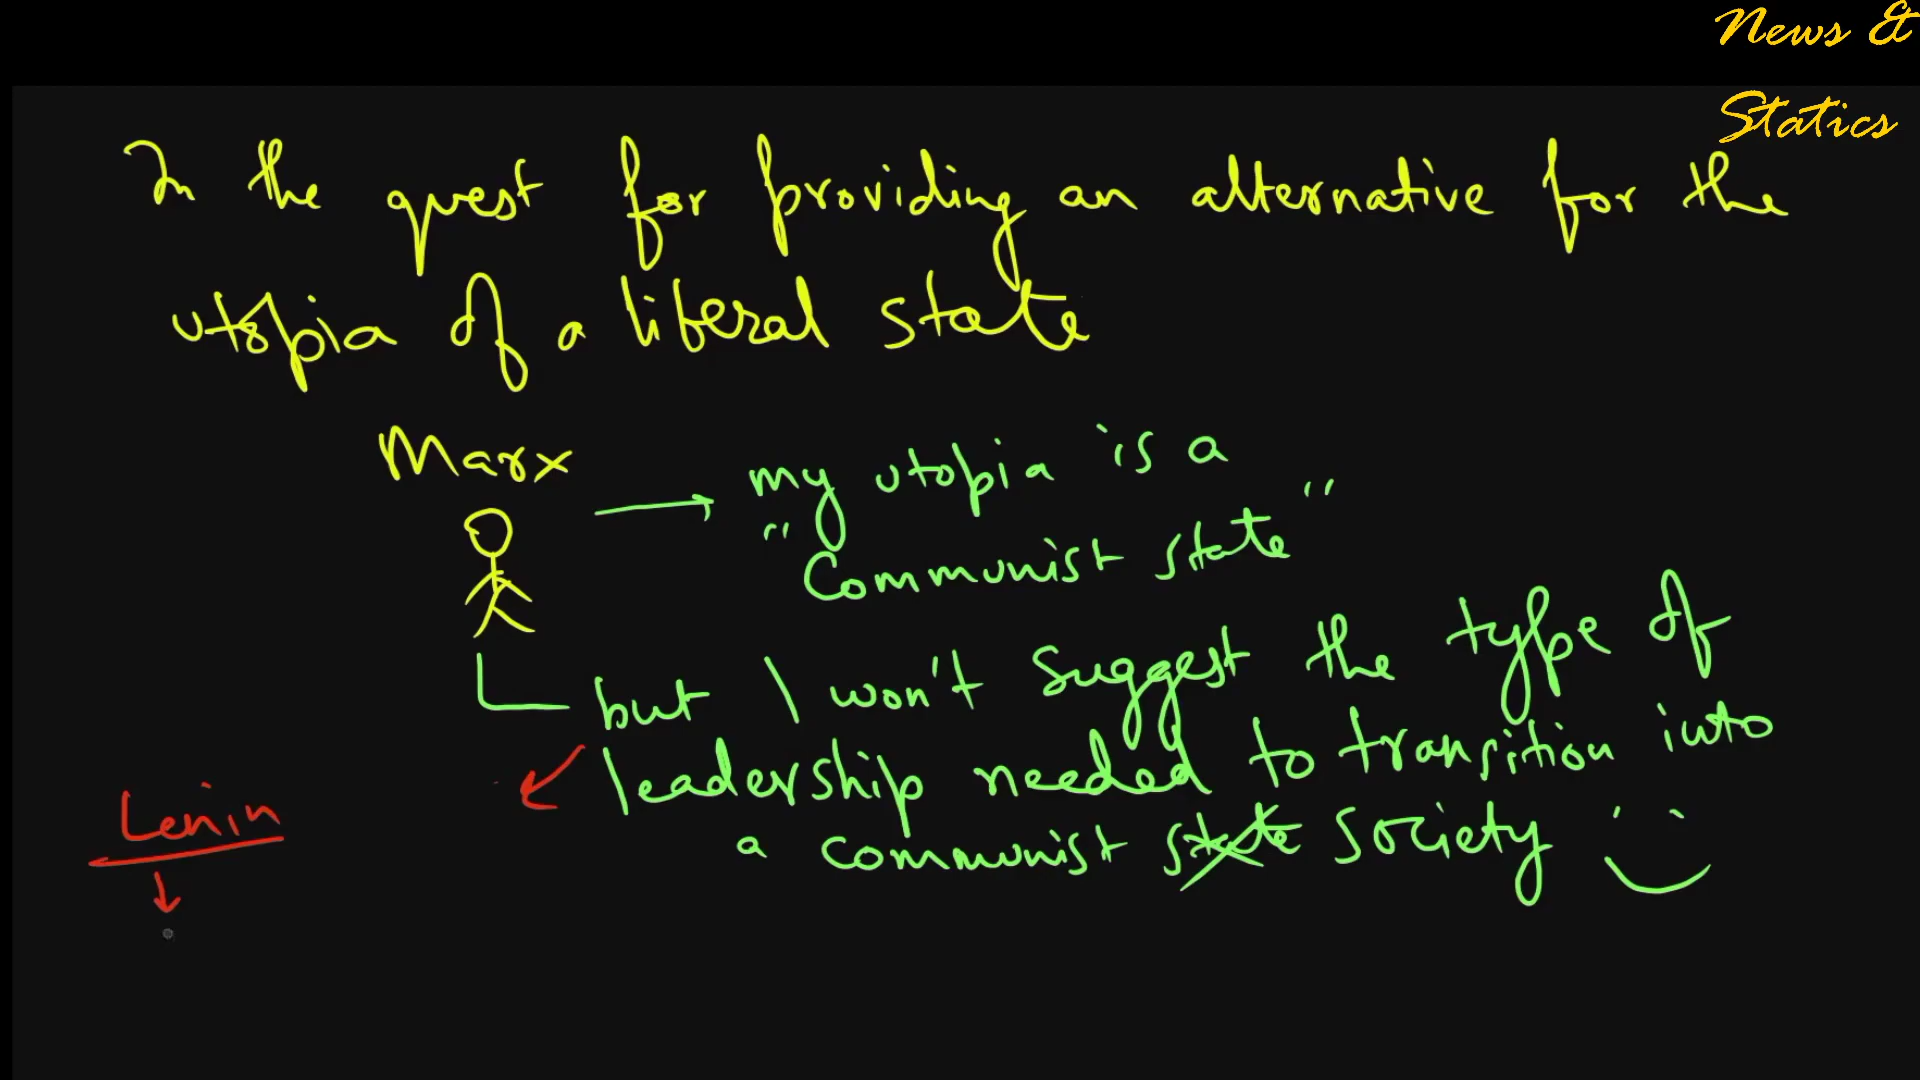 News &
Statics
In the quest for providing an alternative for the
utopia of a liberal state
Marx
my utopia is a
"Communist state"
but I won't suggest the type of
leadership needed to transition into
a communist state society
Lenin